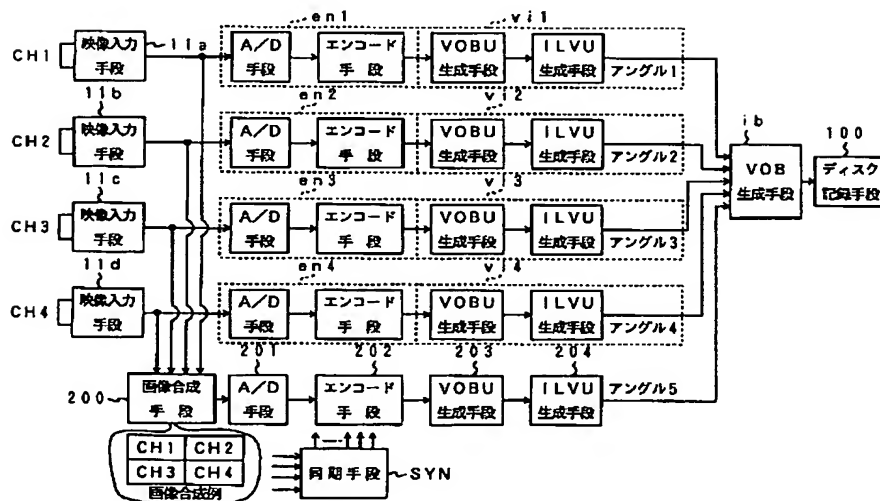 en1
vi1
CH1
映像入力
手段
11a
A/D
手段
エンコード
手段
VOBU
生成手段
ILVU
生成手段
アングル1
11b
en2
vi2
CH2
映像入力
手段
A/D
手段
エンコード
手段
VOBU
生成手段
ILVU
生成手段
アングル2
ib
100
VOB
生成手段
ディスク
記録手段
11c
en3
vi3
CH3
映像入力
手段
A/D
手段
エンコード
手段
VOBU
生成手段
ILVU
生成手段
アングル3
11d
en4
vi4
CH4
映像入力
手段
A/D
手段
エンコード
手段
VOBU
生成手段
ILVU
生成手段
アングル4
201
202
203
204
200
画像合成
手段
A/D
手段
エンコード
手段
VOBU
生成手段
ILVU
生成手段
アングル5
CH1
CH2
CH3
CH4
画像合成例
同期手段
SYN